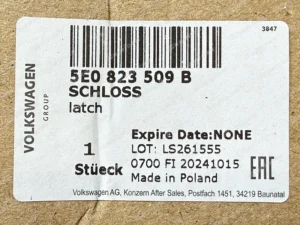 3847
VOLKSWAGEN
GROUP
5E0 823 509 B
SCHLOSS
latch
Expire Date:NONE
1
LOT: LS261555
Stüeck
0700 FI 20241015
Made in Poland
EAC
Volkswagen AG, Konzern After Sales, Postfach 1451, 34219 Baunatal